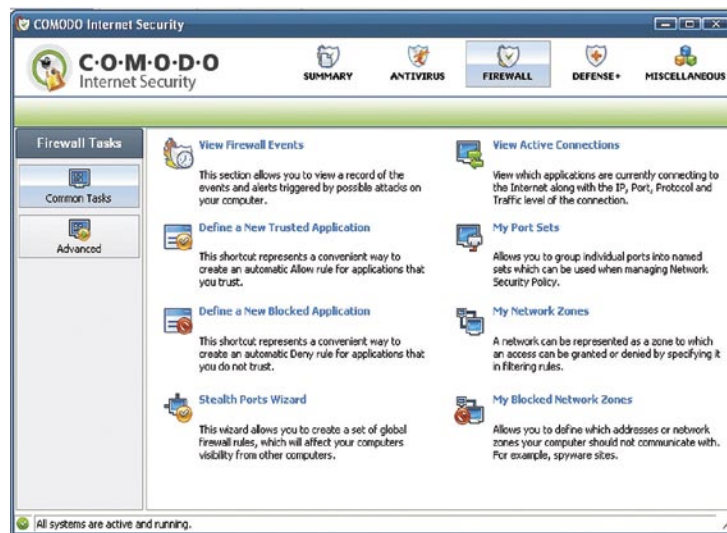 COMODO Internet Security
C·O·M·O·D·O
Internet Security
SUMMARY
ANTIVIRUS
FIREWALL
DEFENSE+
MISCELLANEOUS
Firewall Tasks
Common Tasks
Advanced
View Firewall Events
This section allows you to view a record of the
events and alerts triggered by possible attacks on
your computer.
Define a New Trusted Application
This shortcut represents a convenient way to
create an automatic Allow rule for applications that
you trust.
Define a New Blocked Application
This shortcut represents a convenient way to
create an automatic Deny rule for applications that
you do not trust.
Stealth Ports Wizard
This wizard allows you to create a set of global
firewall rules, which will affect your computers
visibility from other computers.
View Active Connections
View which applications are currently connecting to
the Internet along with the IP, Port, Protocol and
Traffic level of the connection.
My Port Sets
Allows you to group individual ports into named
sets which can be used when managing Network
Security Policy.
My Network Zones
A network can be represented as a zone to which
an access can be granted or denied by specifying it
in filtering rules.
My Blocked Network Zones
Allows you to define which addresses or network
zones your computer should not communicate with.
For example, spyware sites.
All systems are active and running.